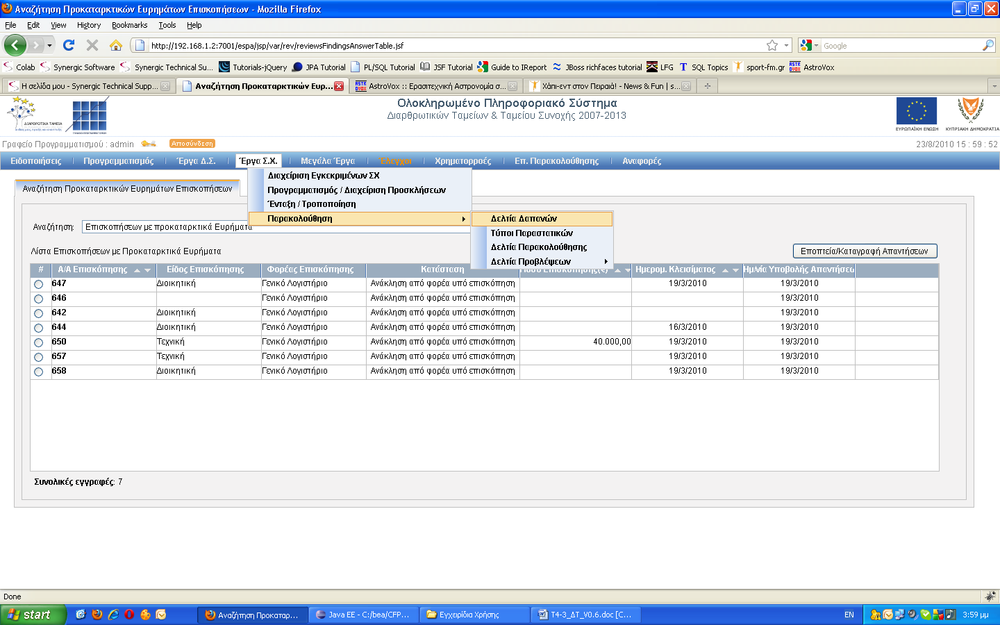 Αναζήτηση Προκαταρκτικών Ευρημάτων Επισκοπήσεων - Mozilla Firefox
File Edit View History Bookmarks Tools Help
http://192.168.1.2:7001/espa/jsp/var/rev/reviewsFindingsAnswerTable.jsf
Google
Colab Synergic Software Synergic Technical Su... Tutorials-jQuery JPA Tutorial PL/SQL Tutorial JSF Tutorial Guide to IReport JBoss richfaces tutorial LFG SQL Topics sport-fm.gr AstroVox
Η σελίδα μου - Synergic Technical Supp... Αναζήτηση Προκαταρκτικών Ευρ... AstroVox :: Ερασιτεχνική Αστρονομία σ... Χάπι-εντ στον Πειραιά! - News & Fun | s...
Ολοκληρωμένο Πληροφοριακό Σύστημα
Διαρθρωτικών Ταμείων & Ταμείου Συνοχής 2007-2013
ΔΙΑΡΘΡΩΤΙΚΑ ΤΑΜΕΙΑ
ΕΥΡΩΠΑΪΚΗ ΕΝΩΣΗ ΚΥΠΡΙΑΚΗ ΔΗΜΟΚΡΑΤΙΑ
Γραφείο Προγραμματισμού : admin Αποσύνδεση 23/8/2010 15 : 59 : 52
Ειδοποιήσεις Προγραμματισμός Έργα Δ.Σ. Έργα Σ.Χ. Μεγάλα Έργα Έλεγχοι Χρηματορροές Επ. Παρακολούθησης Αναφορές
Διαχείριση Εγκεκριμένων ΣΧ
Προγραμματισμός / Διαχείριση Προσκλήσεων
Ένταξη / Τροποποίηση
Παρακολούθηση
Δελτία Δαπανών
Τύποι Παραστατικών
Δελτία Παρακολούθησης
Δελτία Προβλέψεων
Αναζήτηση Προκαταρκτικών Ευρημάτων Επισκοπήσεων
Αναζήτηση: Επισκοπήσεων με προκαταρκτικά Ευρήματα
Λίστα Επισκοπήσεων με Προκαταρκτικά Ευρήματα Εποπτεία/Καταγραφή Απαντήσεων
# Α/Α Επισκόπησης Είδος Επισκόπησης Φορέας Επισκόπησης Κατάσταση Ποσό Επισκόπησης(€) Ημερομ. Κλεισίματος Ημ/νία Υποβολής Απαντήσεω
647 Διοικητική Γενικό Λογιστήριο Ανάκληση από φορέα υπό επισκόπηση 19/3/2010 19/3/2010
646 Γενικό Λογιστήριο Ανάκληση από φορέα υπό επισκόπηση 19/3/2010
642 Διοικητική Γενικό Λογιστήριο Ανάκληση από φορέα υπό επισκόπηση 19/3/2010
644 Διοικητική Γενικό Λογιστήριο Ανάκληση από φορέα υπό επισκόπηση 16/3/2010 19/3/2010
650 Τεχνική Γενικό Λογιστήριο Ανάκληση από φορέα υπό επισκόπηση 40.000,00 19/3/2010 19/3/2010
657 Τεχνική Γενικό Λογιστήριο Ανάκληση από φορέα υπό επισκόπηση 19/3/2010 19/3/2010
658 Διοικητική Γενικό Λογιστήριο Ανάκληση από φορέα υπό επισκόπηση 19/3/2010 19/3/2010
Συνολικές εγγραφές: 7
Done
start Αναζήτηση Προκαταρ... Java EE - C:/bea/CFP... Εγχειρίδια Χρήσης T4-3_ΔΤ_V0.6.doc [C... EN 3:59 μμ